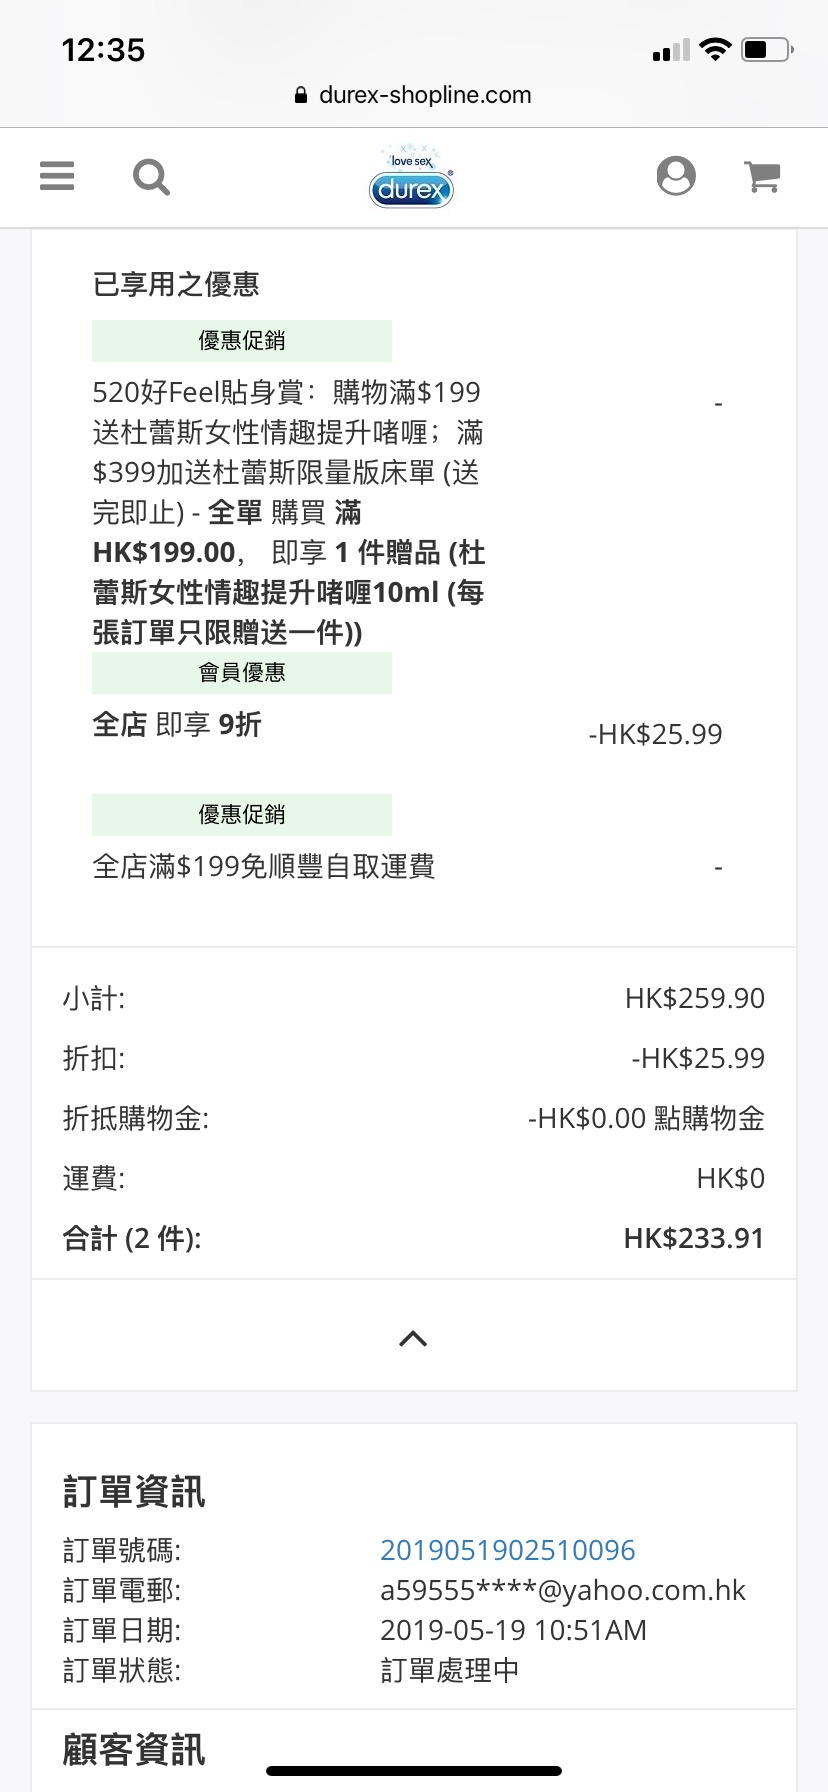 12:35
durex-shopline.com
love sex
durex
已享用之優惠
優惠促銷
520好Feel貼身賞：購物滿$199
送杜蕾斯女性情趣提升啫喱；滿
$399加送杜蕾斯限量版床單 (送
完即止) - 全單 購買 滿
HK$199.00， 即享 1 件贈品 (杜
蕾斯女性情趣提升啫喱10ml (每
張訂單只限贈送一件))
-
會員優惠
全店 即享 9折
-HK$25.99
優惠促銷
全店滿$199免順豐自取運費
-
小計: HK$259.90
折扣: -HK$25.99
折抵購物金: -HK$0.00 點購物金
運費: HK$0
合計 (2 件): HK$233.91
訂單資訊
訂單號碼: 2019051902510096
訂單電郵: a59555****@yahoo.com.hk
訂單日期: 2019-05-19 10:51AM
訂單狀態: 訂單處理中
顧客資訊